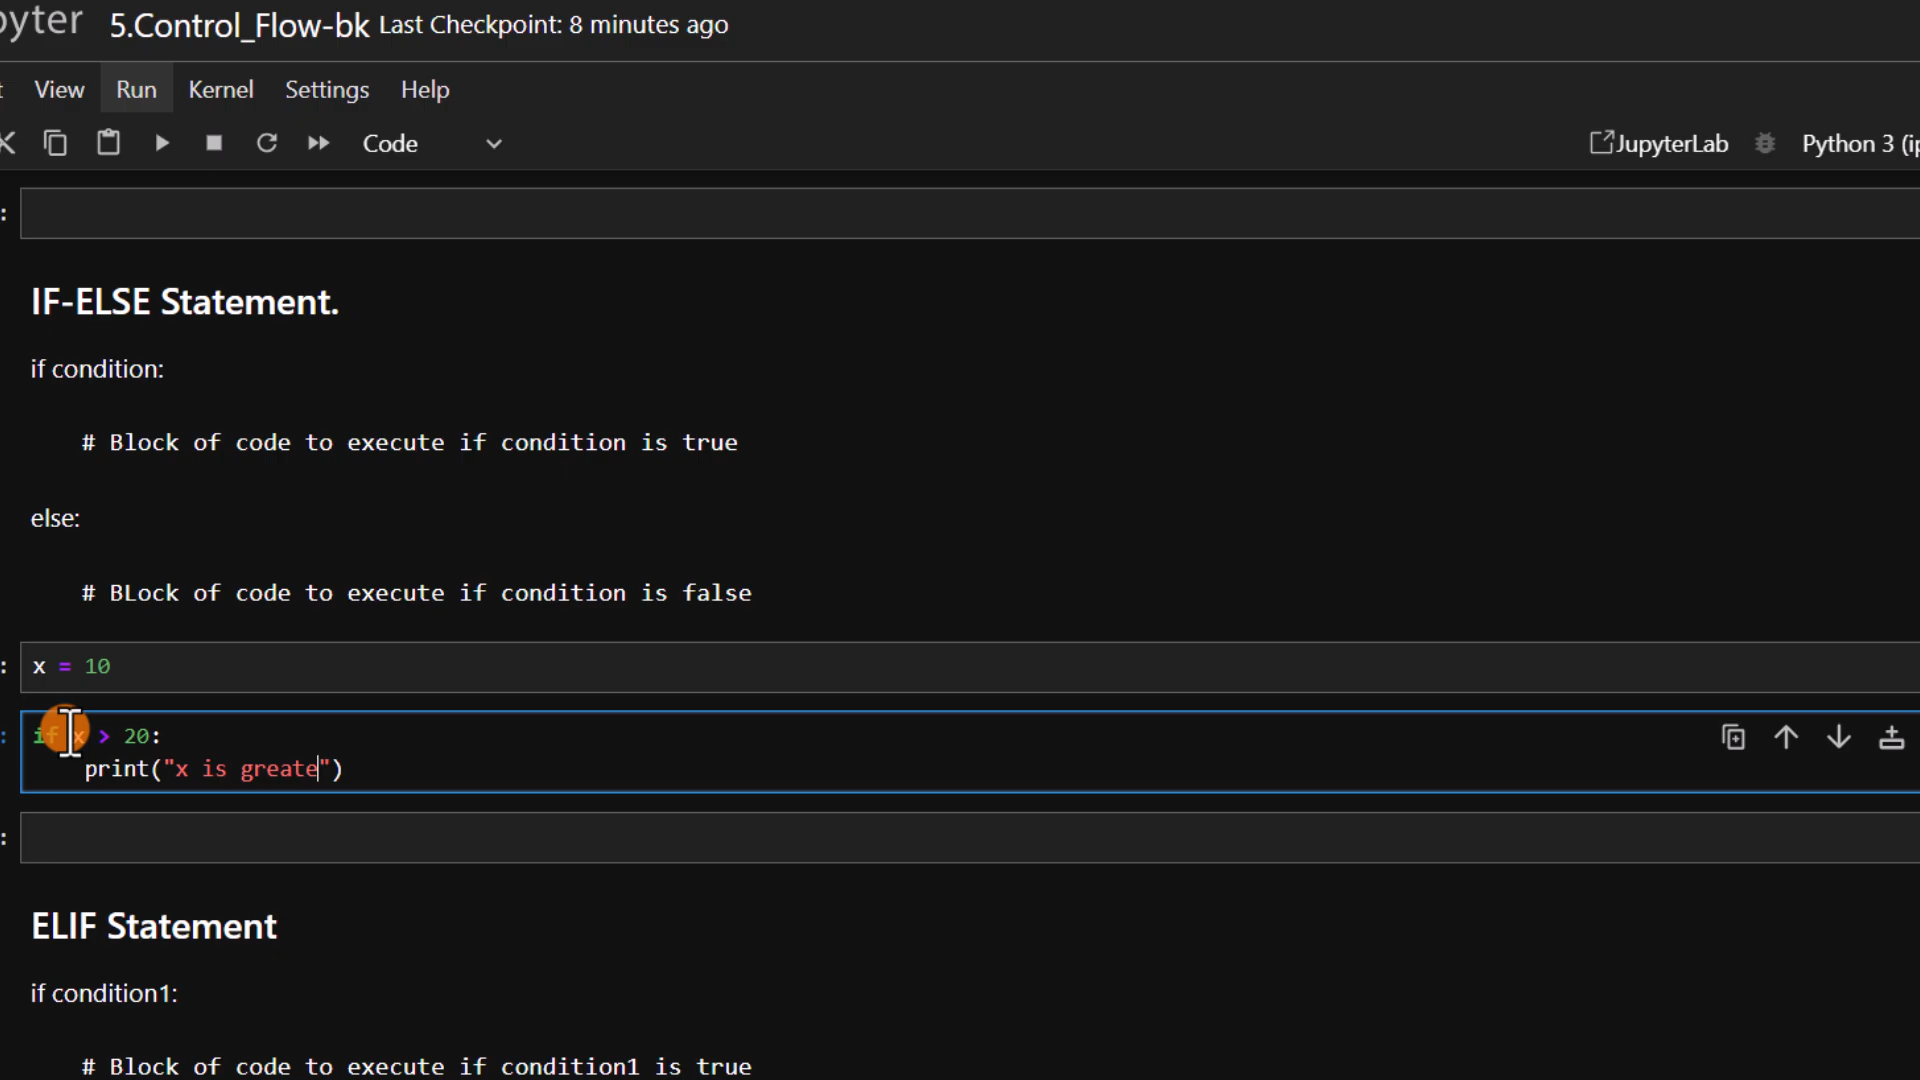 pyter 5.Control_Flow-bk Last Checkpoint: 8 minutes ago
t View Run Kernel Settings Help
Code JupyterLab Python 3 (ip
:
IF-ELSE Statement.
if condition:
# Block of code to execute if condition is true
else:
# BLock of code to execute if condition is false
: x = 10
: if x > 20:
print("x is greate")
:
ELIF Statement
if condition1:
# Block of code to execute if condition1 is true